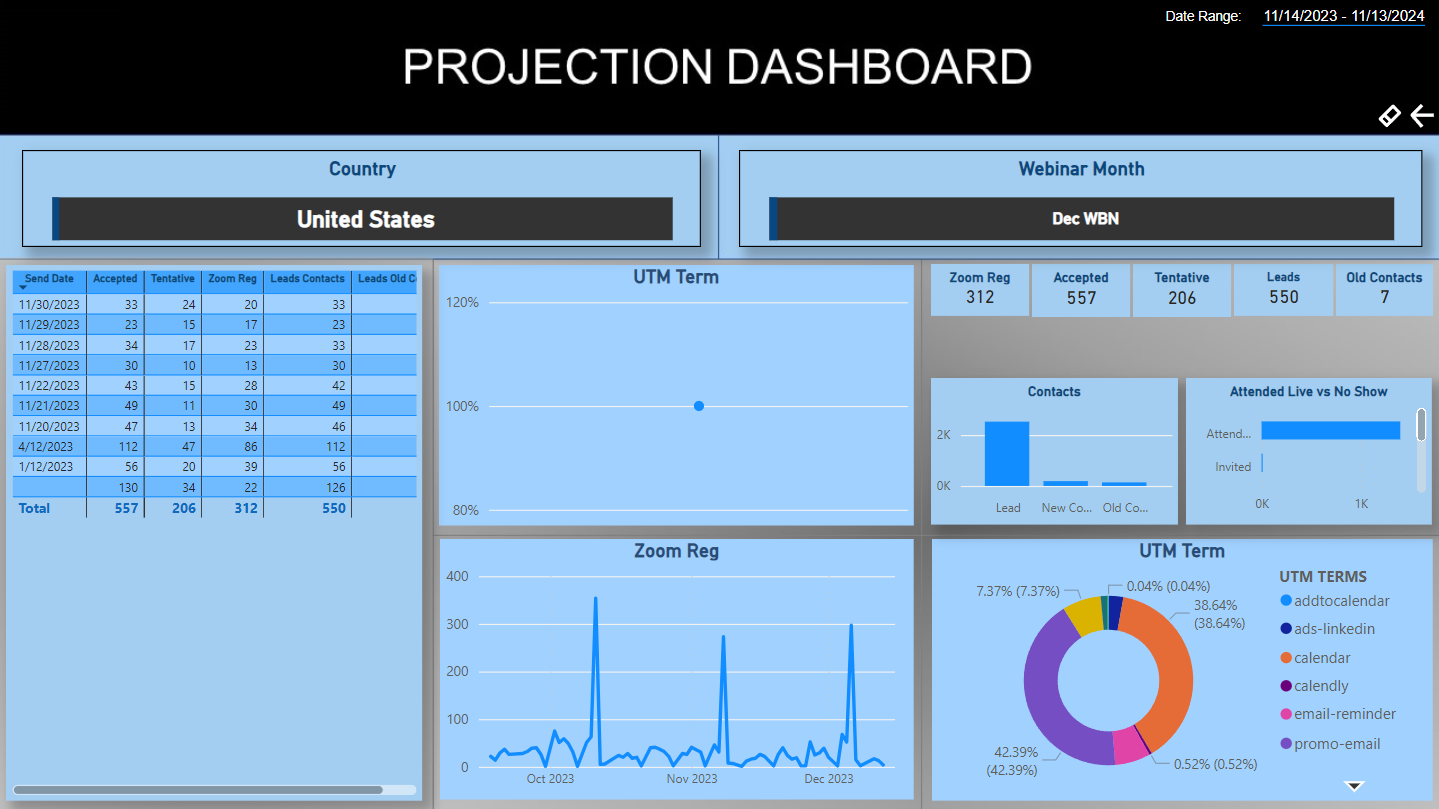 Date Range: 11/14/2023 - 11/13/2024
PROJECTION DASHBOARD
Country
United States
Webinar Month
Dec WBN
Send Date Accepted Tentative Zoom Reg Leads Contacts Leads Old C
11/30/2023 33 24 20 33
11/29/2023 23 15 17 23
11/28/2023 34 17 23 33
11/27/2023 30 10 13 30
11/22/2023 43 15 28 42
11/21/2023 49 11 30 49
11/20/2023 47 13 34 46
4/12/2023 112 47 86 112
1/12/2023 56 20 39 56
130 34 22 126
Total 557 206 312 550
UTM Term
120%
100%
80%
Zoom Reg
312
Accepted
557
Tentative
206
Leads
550
Old Contacts
7
Contacts
2K
0K
Lead New Co... Old Co...
Attended Live vs No Show
Attend...
Invited
0K 1K
Zoom Reg
400
300
200
100
0
Oct 2023 Nov 2023 Dec 2023
UTM Term
7.37% (7.37%)
0.04% (0.04%)
38.64%
(38.64%)
42.39%
(42.39%)
0.52% (0.52%)
UTM TERMS
addtocalendar
ads-linkedin
calendar
calendly
email-reminder
promo-email